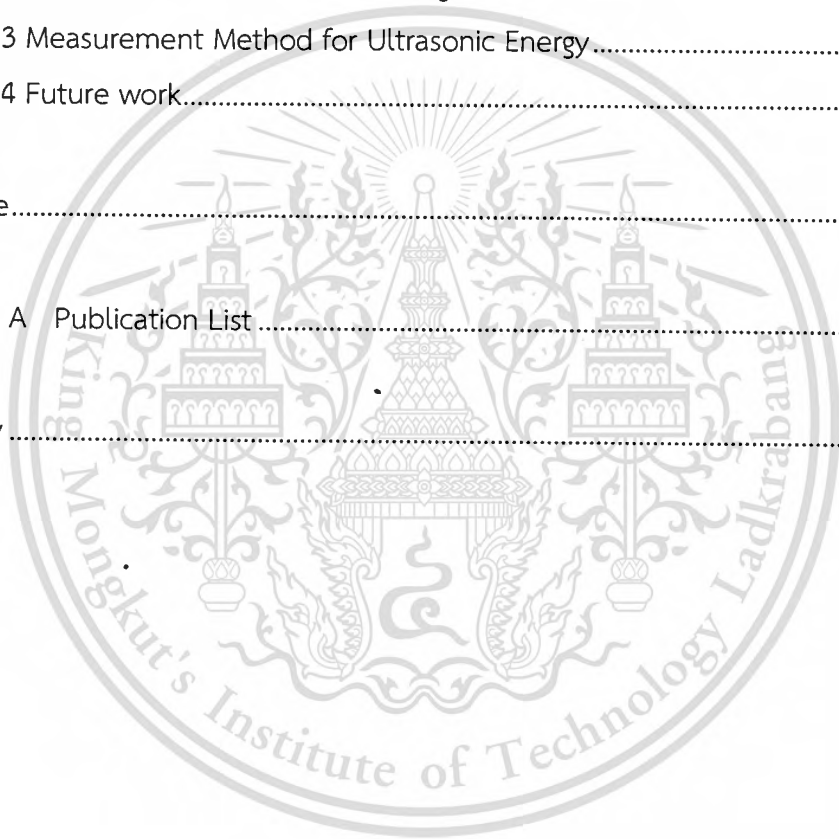 3 Measurement Method for Ultrasonic Energy..........................................
4 Future work....................................................................................................................
e..................................................................................................................................................
A Publication List ......................................................................................................
y ..................................................................................................................................................
King Mongkut's Institute of Technology Ladkrabang